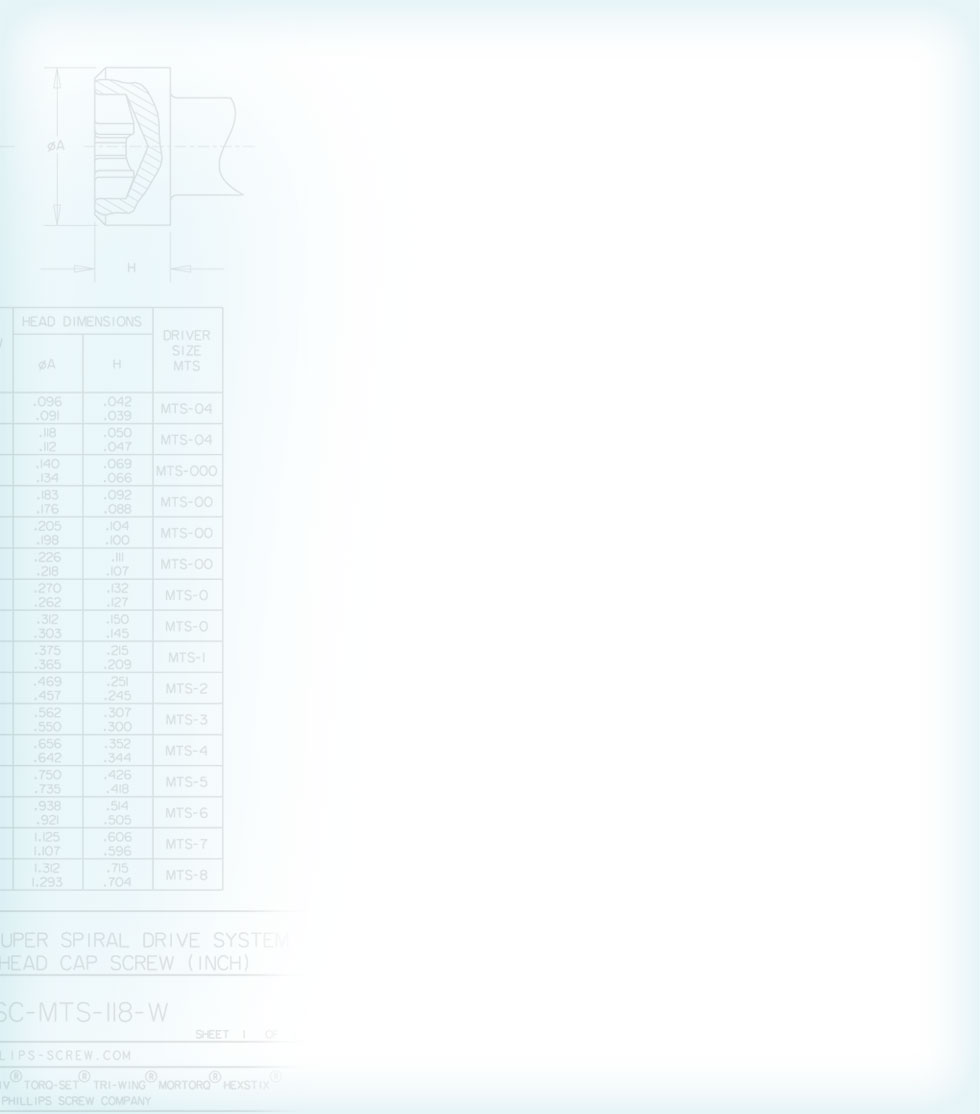 øA
H
HEAD DIMENSIONS
DRIVER
SIZE
MTS
øA H
.096 .042
.091 .039
MTS-04
.118 .050
.112 .047
MTS-04
.140 .069
.134 .066
MTS-000
.183 .092
.176 .088
MTS-00
.205 .104
.198 .100
MTS-00
.226 .111
.218 .107
MTS-00
.270 .132
.262 .127
MTS-0
.312 .150
.303 .145
MTS-0
.375 .215
.365 .209
MTS-1
.469 .251
.457 .245
MTS-2
.562 .307
.550 .300
MTS-3
.656 .352
.642 .344
MTS-4
.750 .426
.735 .418
MTS-5
.938 .514
.921 .505
MTS-6
1.125 .606
1.107 .596
MTS-7
1.312 .715
1.293 .704
MTS-8
UPER SPIRAL DRIVE SYSTEM
HEAD CAP SCREW (INCH)
SC-MTS-118-W
SHEET 1 OF
LIPS-SCREW.COM
IV® TORQ-SET® TRI-WING® MORTORQ® HEXSTIX®
PHILLIPS SCREW COMPANY